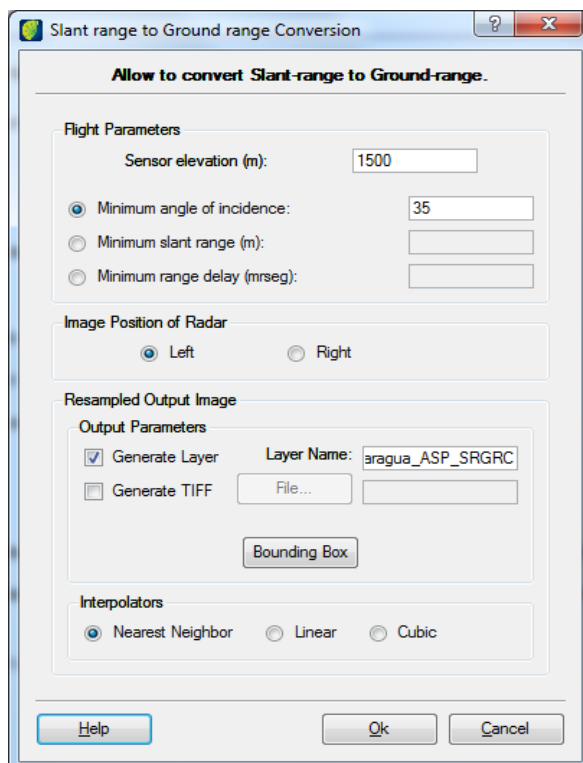 Slant range to Ground range Conversion
Allow to convert Slant-range to Ground-range.
Flight Parameters
Sensor elevation (m): 1500
Minimum angle of incidence: 35
Minimum slant range (m):
Minimum range delay (mrseg):
Image Position of Radar
Left Right
Resampled Output Image
Output Parameters
Generate Layer Layer Name: aragua_ASP_SRGRC
Generate TIFF File...
Bounding Box
Interpolators
Nearest Neighbor Linear Cubic
Help Ok Cancel